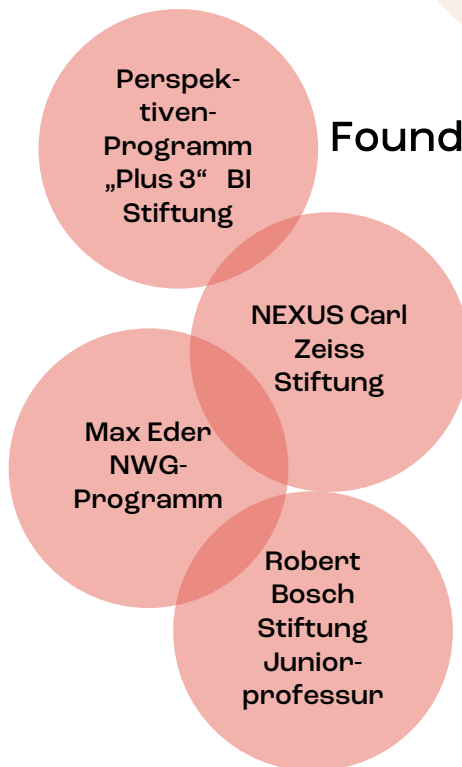 Perspek-
tiven-
Programm
„Plus 3“ BI
Stiftung
Found
NEXUS Carl
Zeiss
Stiftung
Max Eder
NWG-
Programm
Robert
Bosch
Stiftung
Junior-
professur